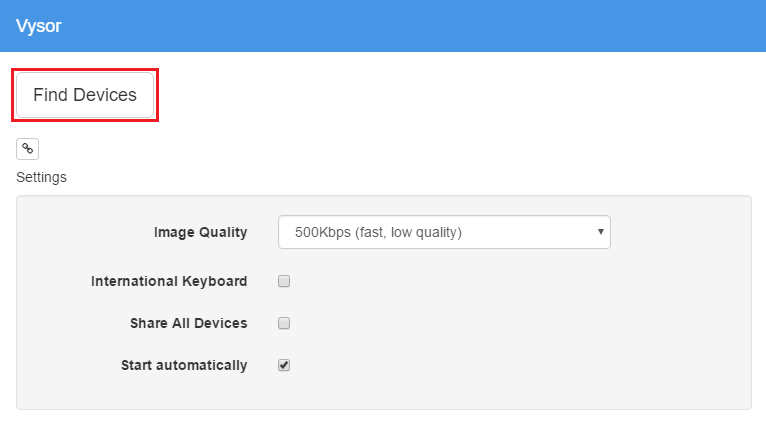 Vysor
Find Devices
Settings
Image Quality
500Kbps (fast, low quality)
International Keyboard
Share All Devices
Start automatically